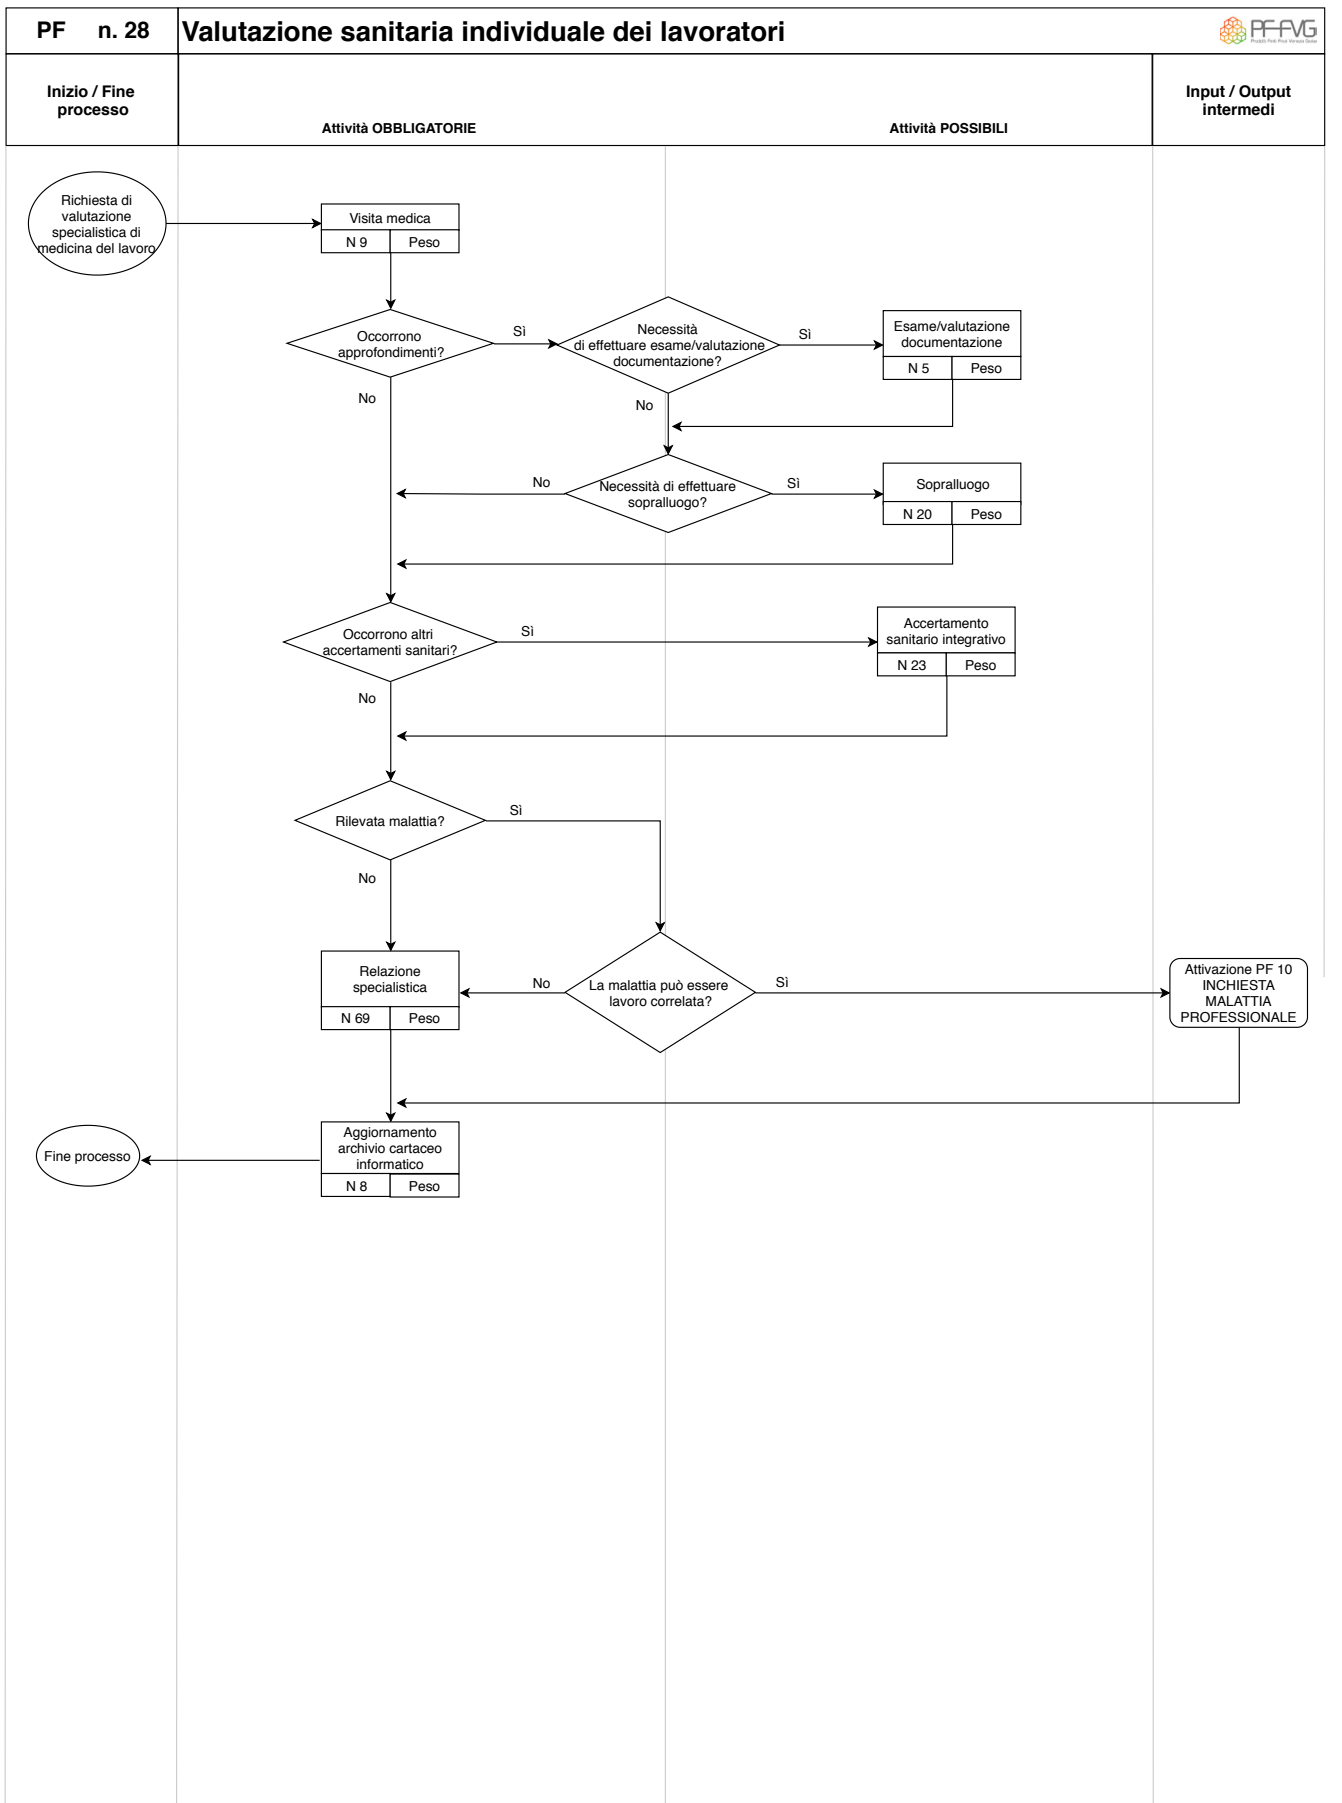 PF n. 28
Valutazione sanitaria individuale dei lavoratori
PF-FVG
Inizio / Fine
processo
Attività OBBLIGATORIE
Attività POSSIBILI
Input / Output
intermedi
Richiesta di
valutazione
specialistica di
medicina del lavoro
Visita medica
N 9
Peso
Occorrono
approfondimenti?
Sì
Necessità
di effettuare esame/valutazione
documentazione?
Sì
Esame/valutazione
documentazione
N 5
Peso
No
No
No
Necessità di effettuare
sopralluogo?
Sì
Sopralluogo
N 20
Peso
Occorrono altri
accertamenti sanitari?
Sì
Accertamento
sanitario integrativo
N 23
Peso
No
Rilevata malattia?
Sì
No
Relazione
specialistica
N 69
Peso
No
La malattia può essere
lavoro correlata?
Sì
Attivazione PF 10
INCHIESTA
MALATTIA
PROFESSIONALE
Fine processo
Aggiornamento
archivio cartaceo
informatico
N 8
Peso